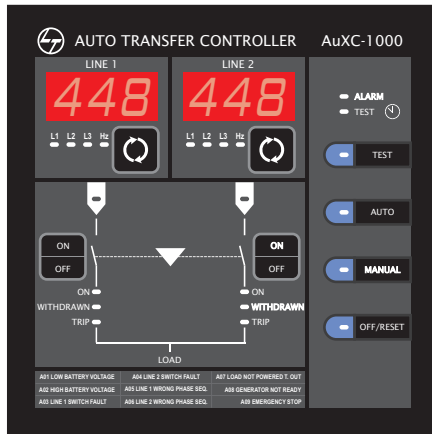 AUTO TRANSFER CONTROLLER AuXC-1000
LINE 1 LINE 2
448 448
ALARM
TEST
L1 L2 L3 Hz L1 L2 L3 Hz
TEST
AUTO
ON ON
OFF OFF
MANUAL
ON ON
WITHDRAWN WITHDRAWN
TRIP TRIP
OFF/RESET
LOAD
A01 LOW BATTERY VOLTAGE A04 LINE 2 SWITCH FAULT A07 LOAD NOT POWERED T. OUT
A02 HIGH BATTERY VOLTAGE A05 LINE 1 WRONG PHASE SEQ. A08 GENERATOR NOT READY
A03 LINE 1 SWITCH FAULT A06 LINE 2 WRONG PHASE SEQ. A09 EMERGENCY STOP